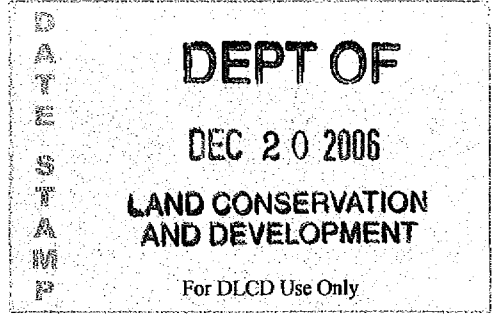 DATE STAMP
DEPT OF
DEC 20 2006
LAND CONSERVATION
AND DEVELOPMENT
For DLCD Use Only